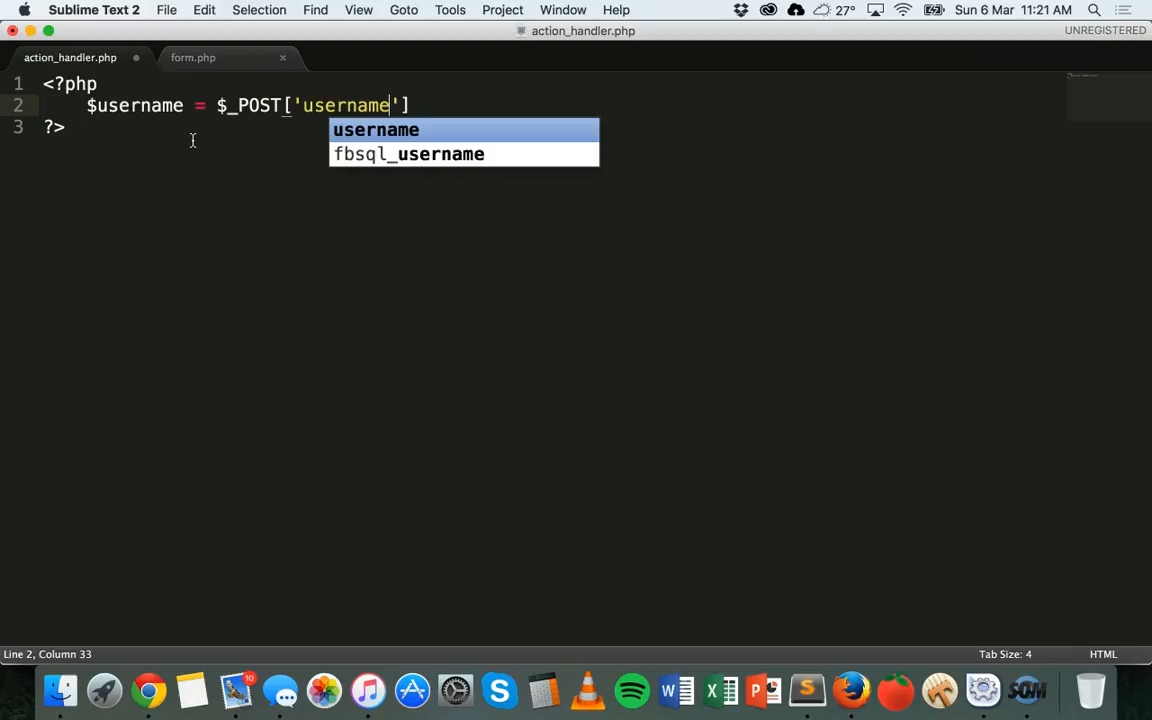 Sublime Text 2 File Edit Selection Find View Goto Tools Project Window Help 27° Sun 6 Mar 11:21 AM
action_handler.php UNREGISTERED
action_handler.php form.php ×
1 <?php
2 $username = $_POST['username']
3 ?>
username
fbsql_username
Line 2, Column 33 Tab Size: 4 HTML
10
S W X P S SOM